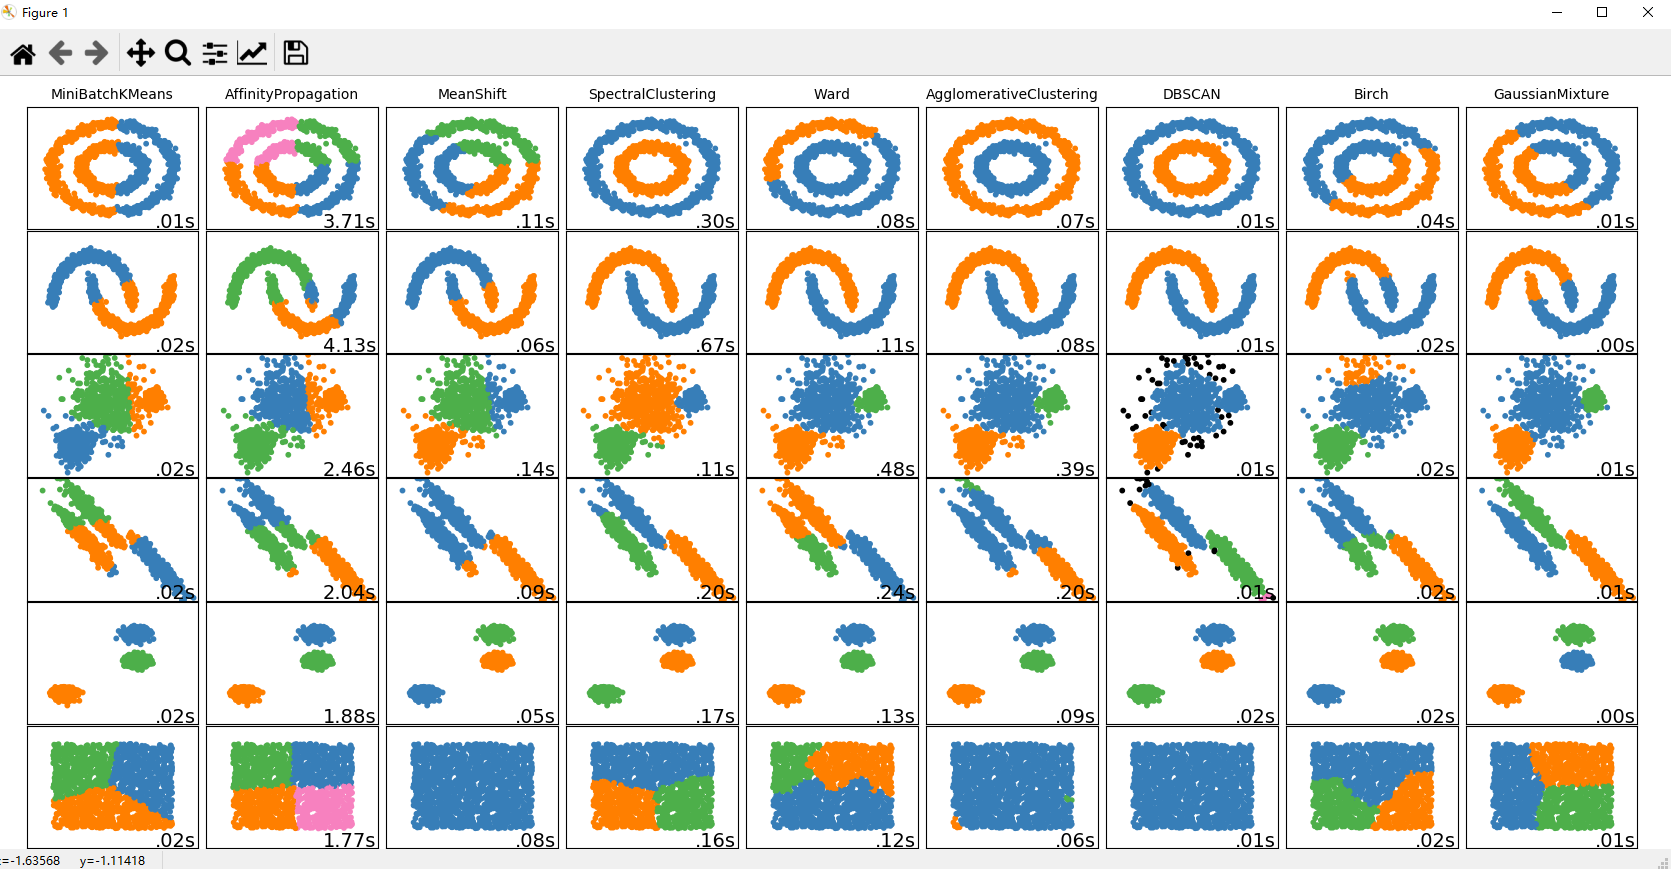 Figure 1
MiniBatchKMeans AffinityPropagation MeanShift SpectralClustering Ward AgglomerativeClustering DBSCAN Birch GaussianMixture
.01s 3.71s .11s .30s .08s .07s .01s .04s .01s
.02s 4.13s .06s .67s .11s .08s .01s .02s .00s
.02s 2.46s .14s .11s .48s .39s .01s .02s .01s
.02s 2.04s .09s .20s .24s .20s .01s .02s .01s
.02s 1.88s .05s .17s .13s .09s .02s .02s .00s
.02s 1.77s .08s .16s .12s .06s .01s .02s .01s
=-1.63568 y=-1.11418